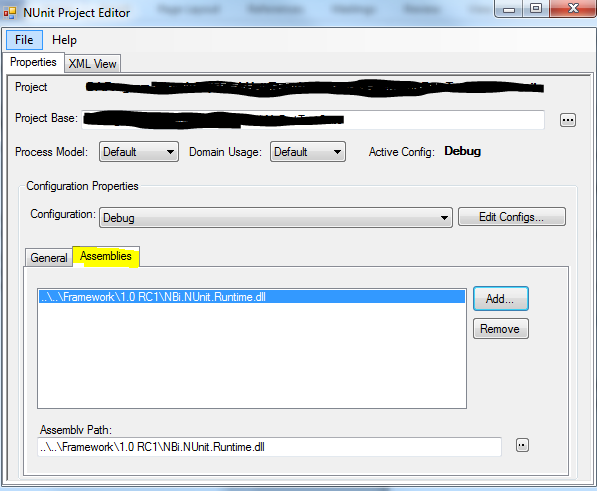 NUnit Project Editor
File Help
Properties XML View
Project
Project Base:
Process Model: Default Domain Usage: Default Active Config: Debug
Configuration Properties
Configuration: Debug Edit Configs...
General Assemblies
..\..\Framework\1.0 RC1\NBi.NUnit.Runtime.dll Add...
Remove
Assembly Path:
..\..\Framework\1.0 RC1\NBi.NUnit.Runtime.dll